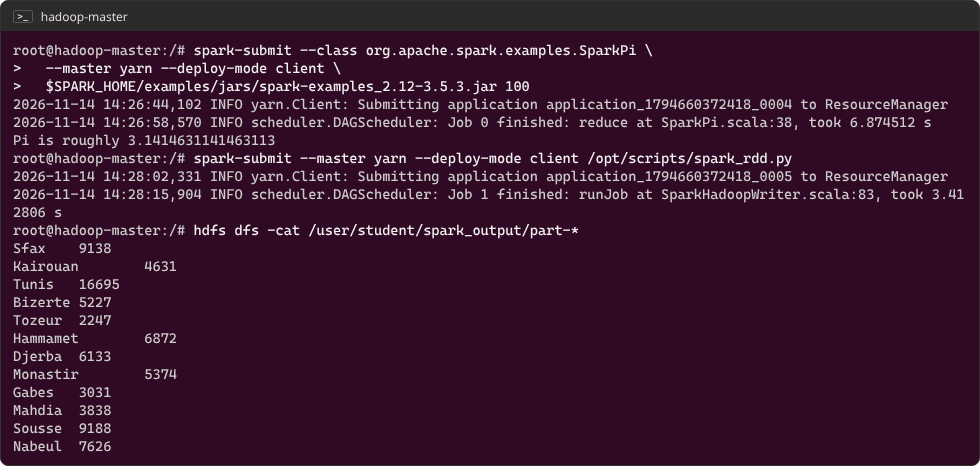 >_ hadoop-master
root@hadoop-master:/# spark-submit --class org.apache.spark.examples.SparkPi \
>   --master yarn --deploy-mode client \
>   $SPARK_HOME/examples/jars/spark-examples_2.12-3.5.3.jar 100
2026-11-14 14:26:44,102 INFO yarn.Client: Submitting application application_1794660372418_0004 to ResourceManager
2026-11-14 14:26:58,570 INFO scheduler.DAGScheduler: Job 0 finished: reduce at SparkPi.scala:38, took 6.874512 s
Pi is roughly 3.1414631141463113
root@hadoop-master:/# spark-submit --master yarn --deploy-mode client /opt/scripts/spark_rdd.py
2026-11-14 14:28:02,331 INFO yarn.Client: Submitting application application_1794660372418_0005 to ResourceManager
2026-11-14 14:28:15,904 INFO scheduler.DAGScheduler: Job 1 finished: runJob at SparkHadoopWriter.scala:83, took 3.41
2806 s
root@hadoop-master:/# hdfs dfs -cat /user/student/spark_output/part-*
Sfax    9138
Kairouan        4631
Tunis   16695
Bizerte 5227
Tozeur  2247
Hammamet        6872
Djerba  6133
Monastir        5374
Gabes   3031
Mahdia  3838
Sousse  9188
Nabeul  7626